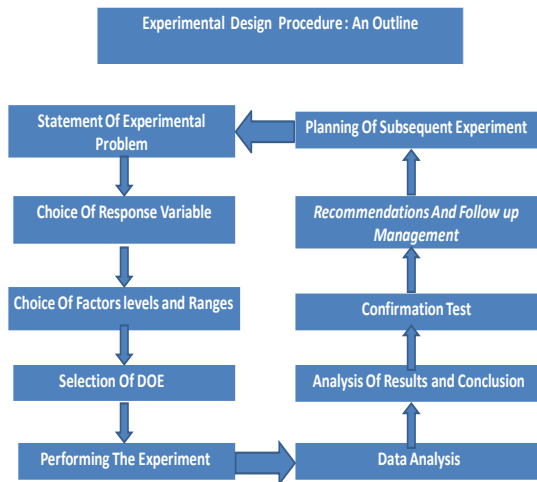 Experimental Design Procedure : An Outline
Statement Of Experimental
Problem
Choice Of Response Variable
Choice Of Factors levels and Ranges
Selection Of DOE
Performing The Experiment
Data Analysis
Analysis Of Results and Conclusion
Confirmation Test
Recommendations And Follow up
Management
Planning Of Subsequent Experiment